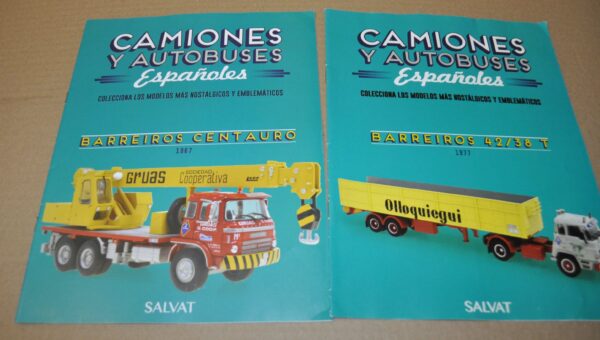 CAMIONES
Y AUTOBUSES
Españoles
COLECCIONA LOS MODELOS MÁS NOSTÁLGICOS Y EMBLEMÁTICOS
BARREIROS CENTAURO
1967
GRUAS
SOCIEDAD
Cooperativa
SALVAT
CAMIONES
Y AUTOBUSES
Españoles
COLECCIONA LOS MODELOS MÁS NOSTÁLGICOS Y EMBLEMÁTICOS
BARREIROS 42/38 T
1977
Olloquiegui
SALVAT